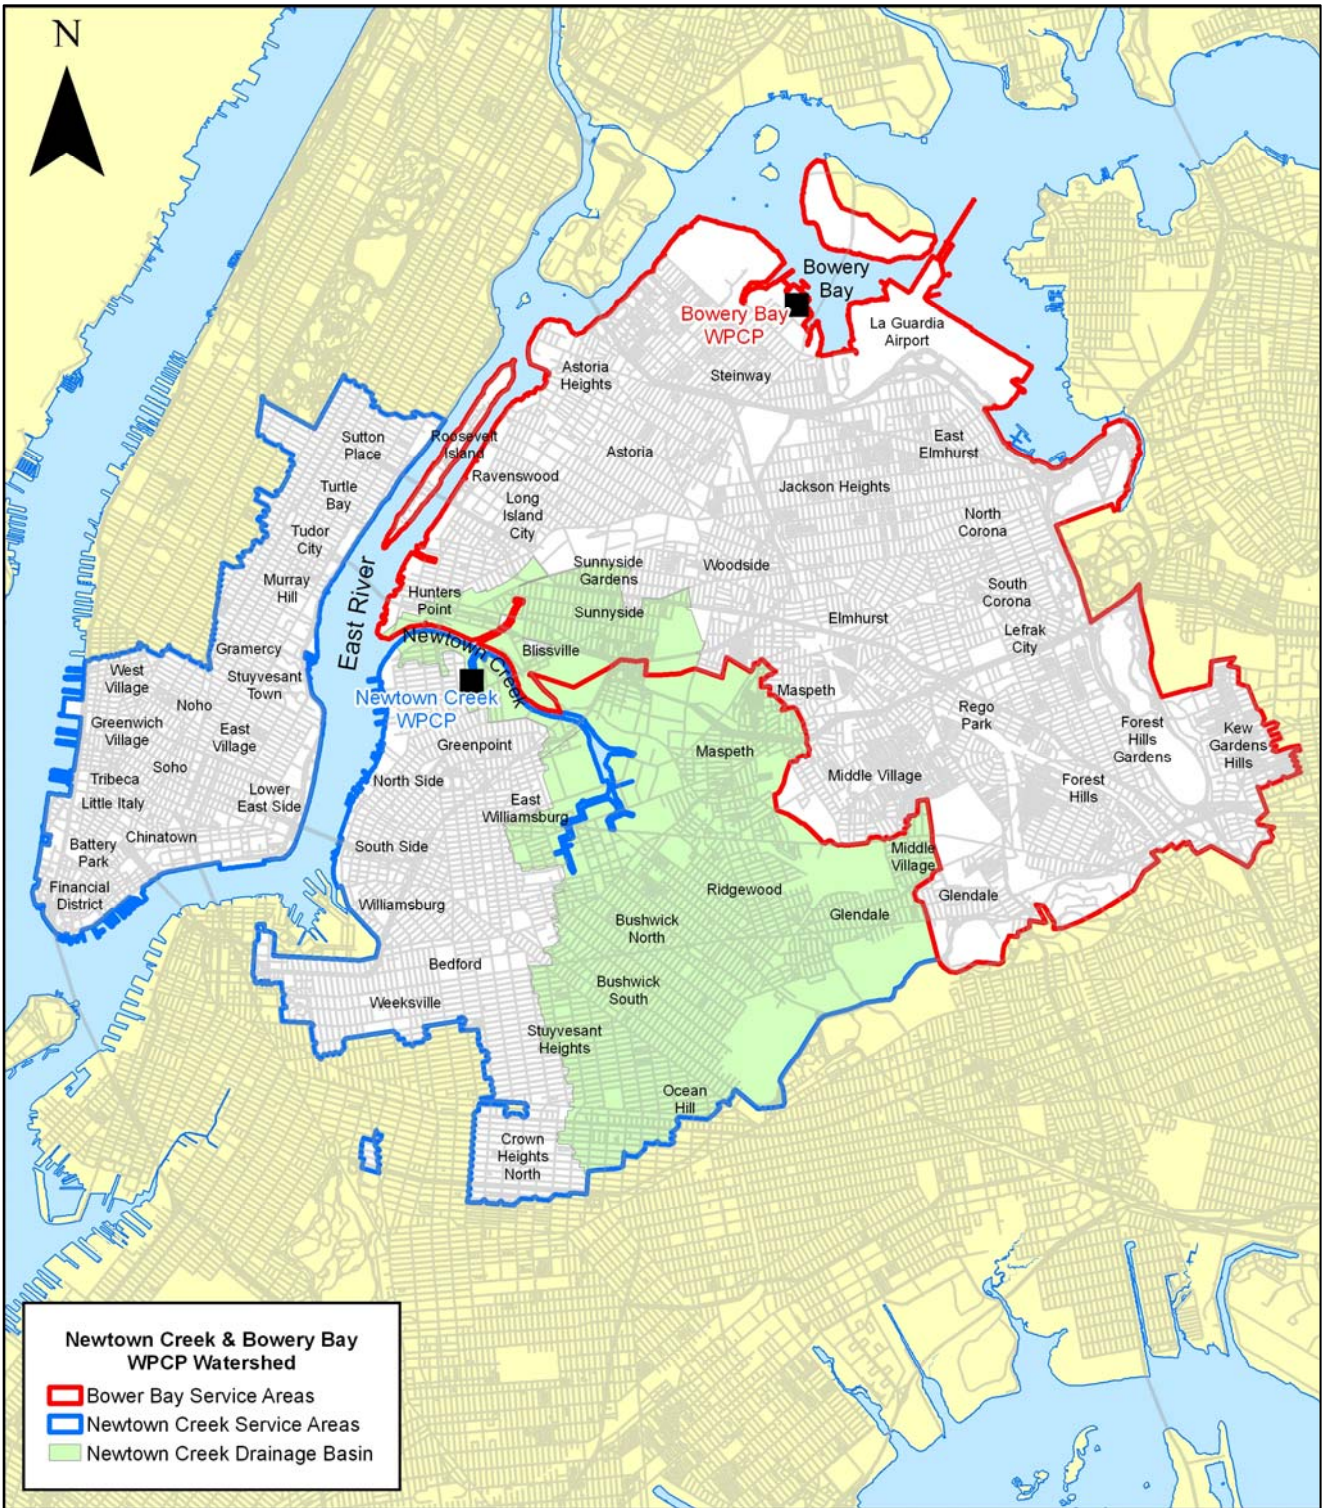 N
Bowery
Bay
Bowery Bay
WPCP
La Guardia
Airport
Astoria
Heights
Steinway
Sutton
Place
Roosevelt
Island
East
Elmhurst
Astoria
Ravenswood
Turtle
Bay
Long
Island
City
Jackson Heights
North
Corona
Tudor
City
Sunnyside
Gardens
Woodside
Murray
Hill
Hunters
Point
South
Corona
East River
Sunnyside
Elmhurst
Lefrak
City
Newtown Creek
Gramercy
Blissville
West
Village
Stuyvesant
Town
Newtown Creek
WPCP
Maspeth
Noho
Rego
Park
Greenwich
Village
East
Village
Forest
Hills
Gardens
Kew
Gardens
Hills
Greenpoint
Maspeth
Soho
Tribeca
North Side
Middle Village
Forest
Hills
Little Italy
Lower
East Side
East
Williamsburg
Chinatown
Battery
Park
South Side
Middle
Village
Financial
District
Ridgewood
Glendale
Williamsburg
Glendale
Bushwick
North
Bedford
Bushwick
South
Weeksville
Stuyvesant
Heights
Ocean
Hill
Crown
Heights
North
Newtown Creek & Bowery Bay
WPCP Watershed
Bower Bay Service Areas
Newtown Creek Service Areas
Newtown Creek Drainage Basin